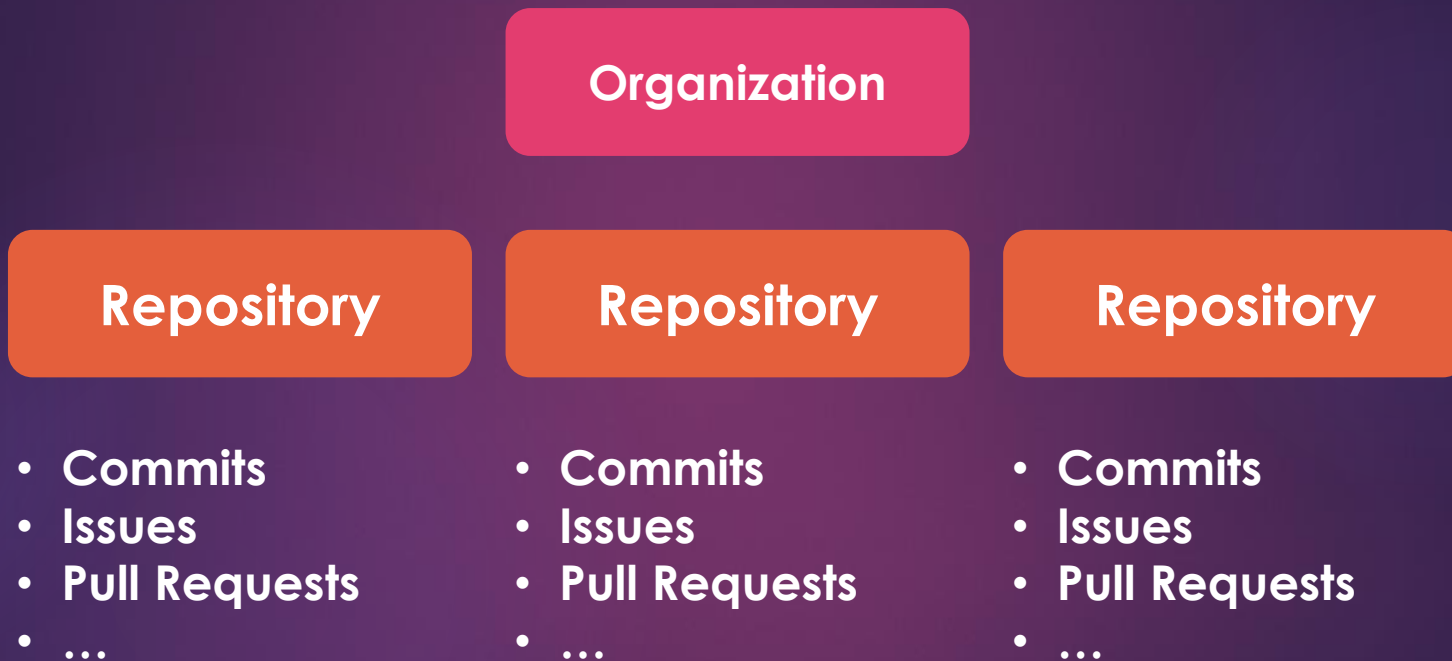 Organization
Repository
Repository
Repository
• Commits
• Issues
• Pull Requests
• ...
• Commits
• Issues
• Pull Requests
• ...
• Commits
• Issues
• Pull Requests
• ...